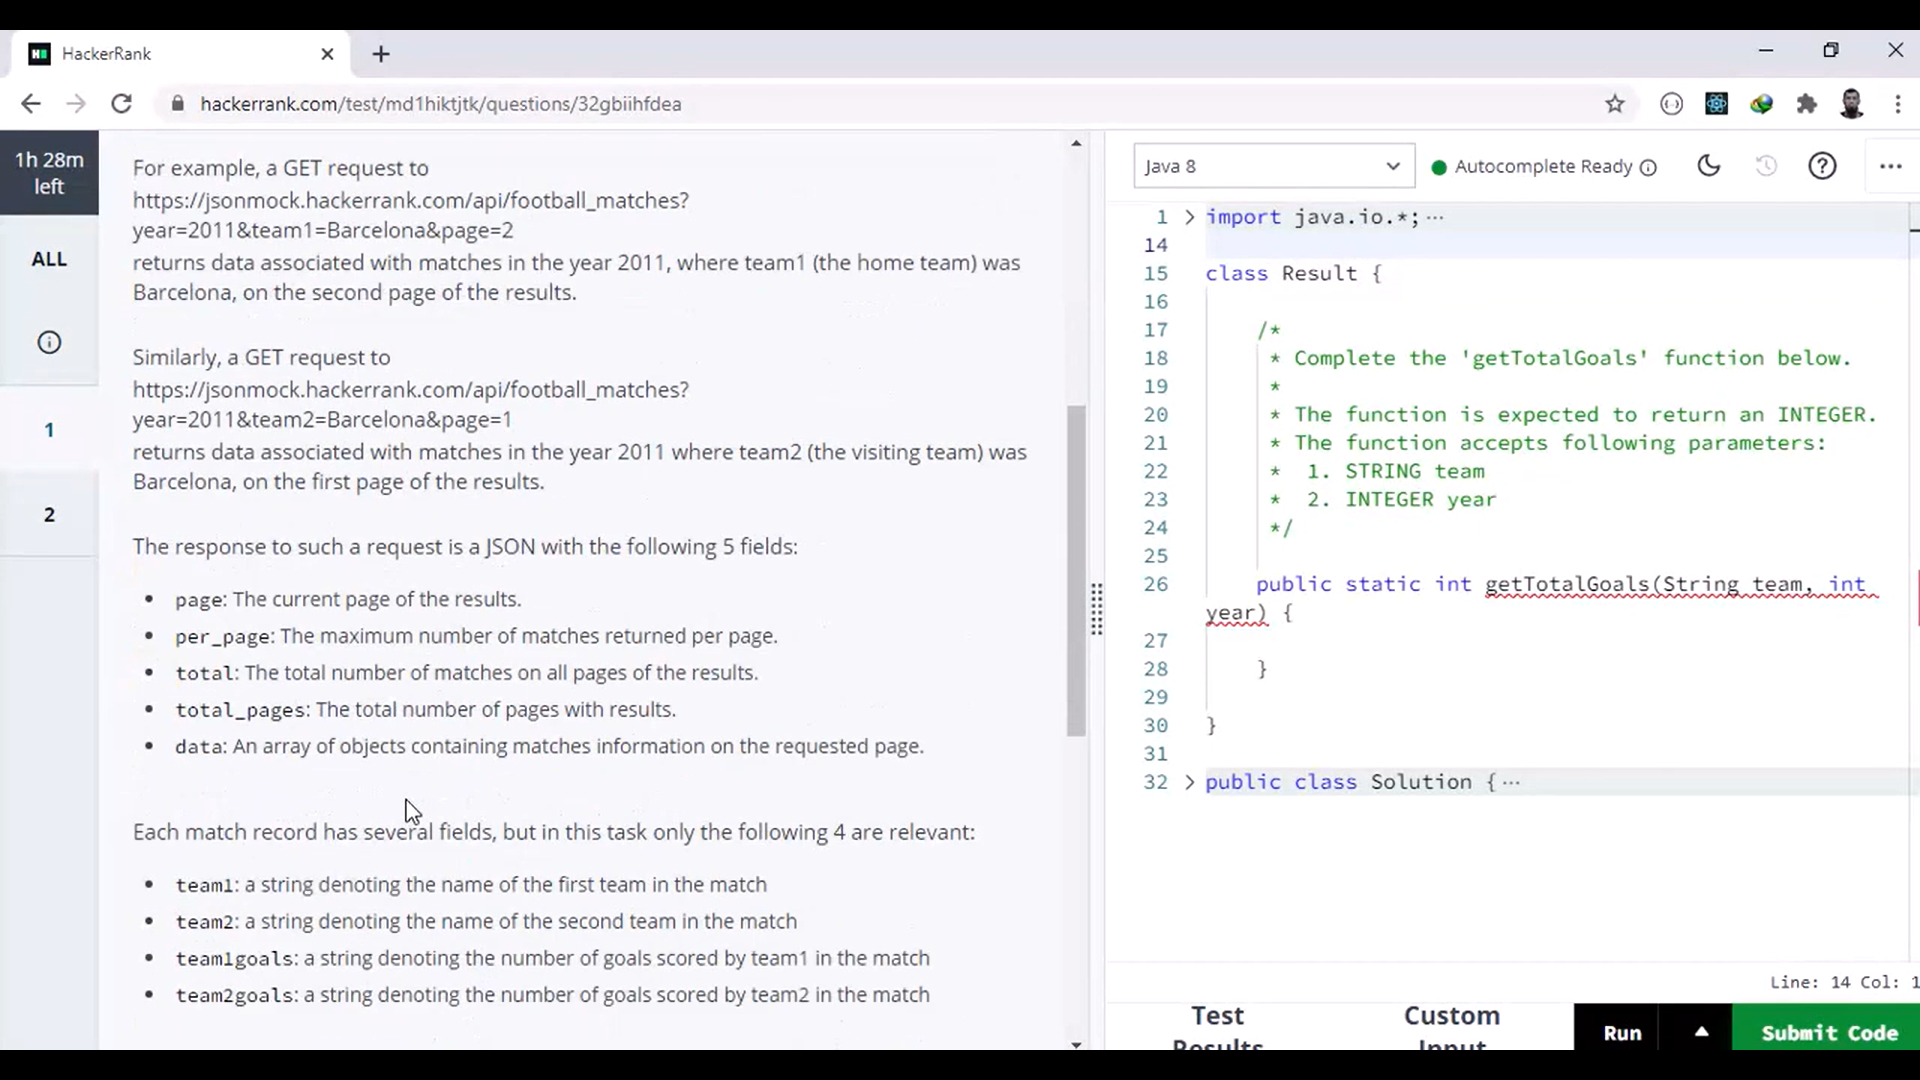 HackerRank
hackerrank.com/test/md1hiktjtk/questions/32gbiihfdea
1h 28m
left
ALL
1
2
For example, a GET request to
https://jsonmock.hackerrank.com/api/football_matches?
year=2011&team1=Barcelona&page=2
returns data associated with matches in the year 2011, where team1 (the home team) was
Barcelona, on the second page of the results.
Similarly, a GET request to
https://jsonmock.hackerrank.com/api/football_matches?
year=2011&team2=Barcelona&page=1
returns data associated with matches in the year 2011 where team2 (the visiting team) was
Barcelona, on the first page of the results.
The response to such a request is a JSON with the following 5 fields:
• page: The current page of the results.
• per_page: The maximum number of matches returned per page.
• total: The total number of matches on all pages of the results.
• total_pages: The total number of pages with results.
• data: An array of objects containing matches information on the requested page.
Each match record has several fields, but in this task only the following 4 are relevant:
• team1: a string denoting the name of the first team in the match
• team2: a string denoting the name of the second team in the match
• team1goals: a string denoting the number of goals scored by team1 in the match
• team2goals: a string denoting the number of goals scored by team2 in the match
Java 8
Autocomplete Ready
1 import java.io.*; ···
14
15 class Result {
16
17 /*
18 * Complete the 'getTotalGoals' function below.
19 *
20 * The function is expected to return an INTEGER.
21 * The function accepts following parameters:
22 * 1. STRING team
23 * 2. INTEGER year
24 */
25
26 public static int getTotalGoals(String team, int
year) {
27
28 }
29
30 }
31
32 public class Solution { ···
Line: 14 Col: 1
Test
Results
Custom
Input
Run
Submit Code